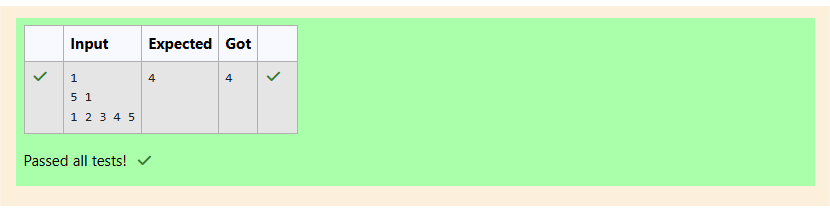 Input Expected Got
1 4 4
5 1
1 2 3 4 5
Passed all tests!